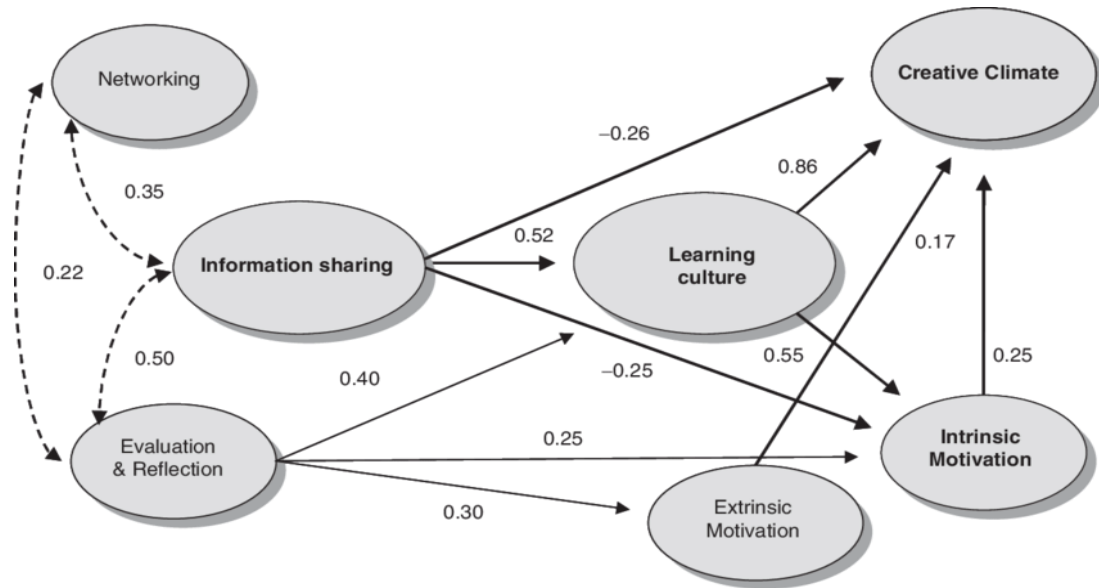 Networking
Creative Climate
−0.26
0.86
0.35
0.52
0.17
Information sharing
Learning
culture
0.22
0.50
0.40
−0.25
0.55
0.25
Evaluation
& Reflection
0.25
Intrinsic
Motivation
0.30
Extrinsic
Motivation